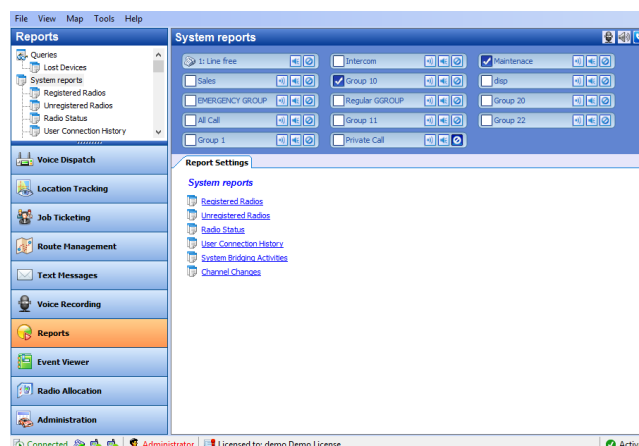 File View Map Tools Help
Reports
Queries
Lost Devices
System reports
Registered Radios
Unregistered Radios
Radio Status
User Connection History
Voice Dispatch
Location Tracking
Job Ticketing
Route Management
Text Messages
Voice Recording
Reports
Event Viewer
Radio Allocation
Administration
System reports
1: Line free Intercom Maintenace
Sales Group 10 disp
EMERGENCY GROUP Regular GGROUP Group 20
All Call Group 11 Group 22
Group 1 Private Call
Report Settings
System reports
Registered Radios
Unregistered Radios
Radio Status
User Connection History
System Bridging Activities
Channel Changes
Connected Administrator Licensed to: demo Demo License Activ